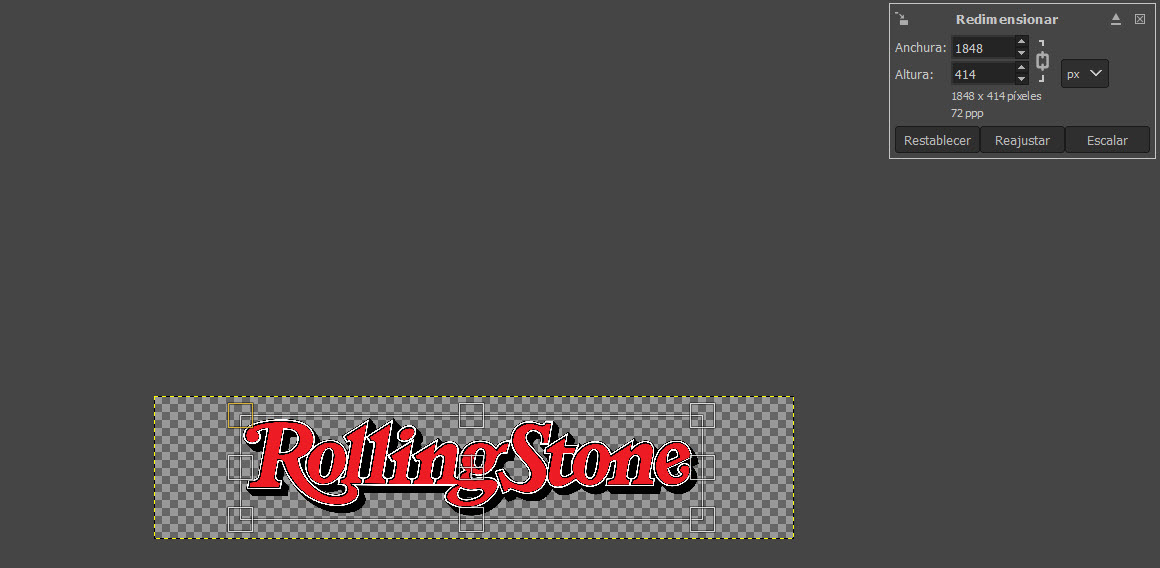 Redimensionar
Anchura: 1848
Altura: 414
px
1848 x 414 píxeles
72 ppp
Restablecer Reajustar Escalar
RollingStone